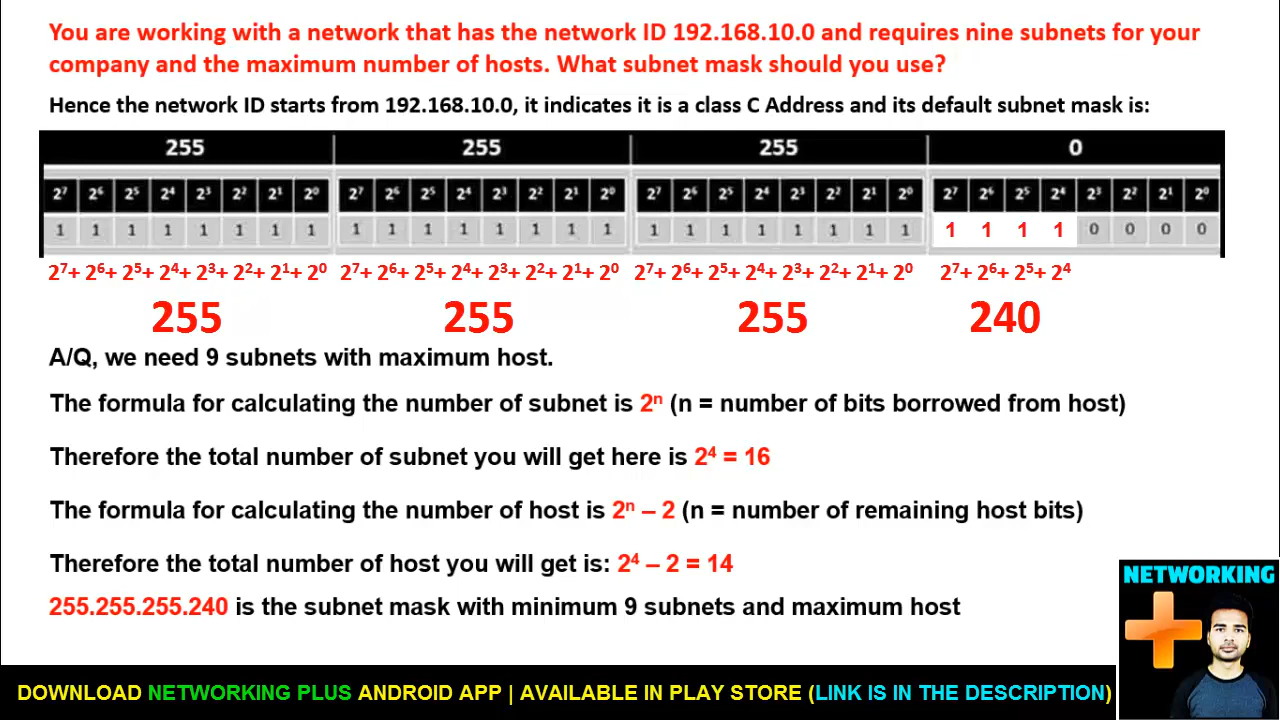 You are working with a network that has the network ID 192.168.10.0 and requires nine subnets for your
company and the maximum number of hosts. What subnet mask should you use?
Hence the network ID starts from 192.168.10.0, it indicates it is a class C Address and its default subnet mask is:
255 255 255 0
2⁷ 2⁶ 2⁵ 2⁴ 2³ 2² 2¹ 2⁰ 2⁷ 2⁶ 2⁵ 2⁴ 2³ 2² 2¹ 2⁰ 2⁷ 2⁶ 2⁵ 2⁴ 2³ 2² 2¹ 2⁰ 2⁷ 2⁶ 2⁵ 2⁴ 2³ 2² 2¹ 2⁰
1 1 1 1 1 1 1 1 1 1 1 1 1 1 1 1 1 1 1 1 1 1 1 1 1 1 1 1 0 0 0 0
2⁷+ 2⁶+ 2⁵+ 2⁴+ 2³+ 2²+ 2¹+ 2⁰ 2⁷+ 2⁶+ 2⁵+ 2⁴+ 2³+ 2²+ 2¹+ 2⁰ 2⁷+ 2⁶+ 2⁵+ 2⁴+ 2³+ 2²+ 2¹+ 2⁰ 2⁷+ 2⁶+ 2⁵+ 2⁴
255 255 255 240
A/Q, we need 9 subnets with maximum host.
The formula for calculating the number of subnet is 2ⁿ (n = number of bits borrowed from host)
Therefore the total number of subnet you will get here is 2⁴ = 16
The formula for calculating the number of host is 2ⁿ – 2 (n = number of remaining host bits)
Therefore the total number of host you will get is: 2⁴ – 2 = 14
255.255.255.240 is the subnet mask with minimum 9 subnets and maximum host
NETWORKING
DOWNLOAD NETWORKING PLUS ANDROID APP | AVAILABLE IN PLAY STORE (LINK IS IN THE DESCRIPTION)